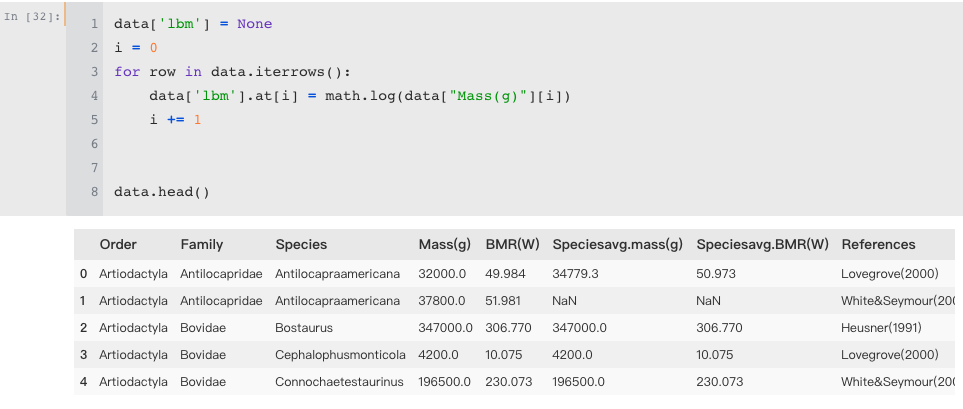 In [32]:
1 data['lbm'] = None
2 i = 0
3 for row in data.iterrows():
4     data['lbm'].at[i] = math.log(data["Mass(g)"][i])
5     i += 1
6
7
8 data.head()
Order Family Species Mass(g) BMR(W) Speciesavg.mass(g) Speciesavg.BMR(W) References
0 Artiodactyla Antilocapridae Antilocapraamericana 32000.0 49.984 34779.3 50.973 Lovegrove(2000)
1 Artiodactyla Antilocapridae Antilocapraamericana 37800.0 51.981 NaN NaN White&Seymour(200
2 Artiodactyla Bovidae Bostaurus 347000.0 306.770 347000.0 306.770 Heusner(1991)
3 Artiodactyla Bovidae Cephalophusmonticola 4200.0 10.075 4200.0 10.075 Lovegrove(2000)
4 Artiodactyla Bovidae Connochaetestaurinus 196500.0 230.073 196500.0 230.073 White&Seymour(200